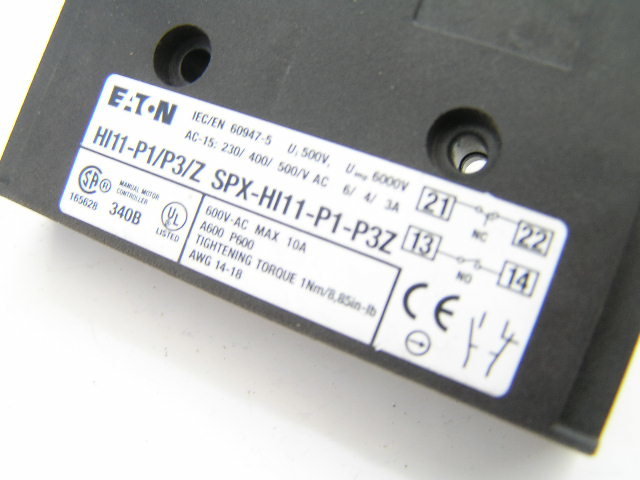 EATON
IEC/EN 60947-5 Ui 500V, Uimp 6000V
AC-15: 230/ 400/ 500/V AC 6/ 4/ 3A
HI11-P1/P3/Z SPX-HI11-P1-P3Z
21 22
NC
13 14
NO
SA
165628
MANUAL MOTOR
CONTROLLER
340B
UL
LISTED
600V-AC MAX 10A
A600 P600
TIGHTENING TORQUE 1Nm/8,85in-lb
AWG 14-18
CE